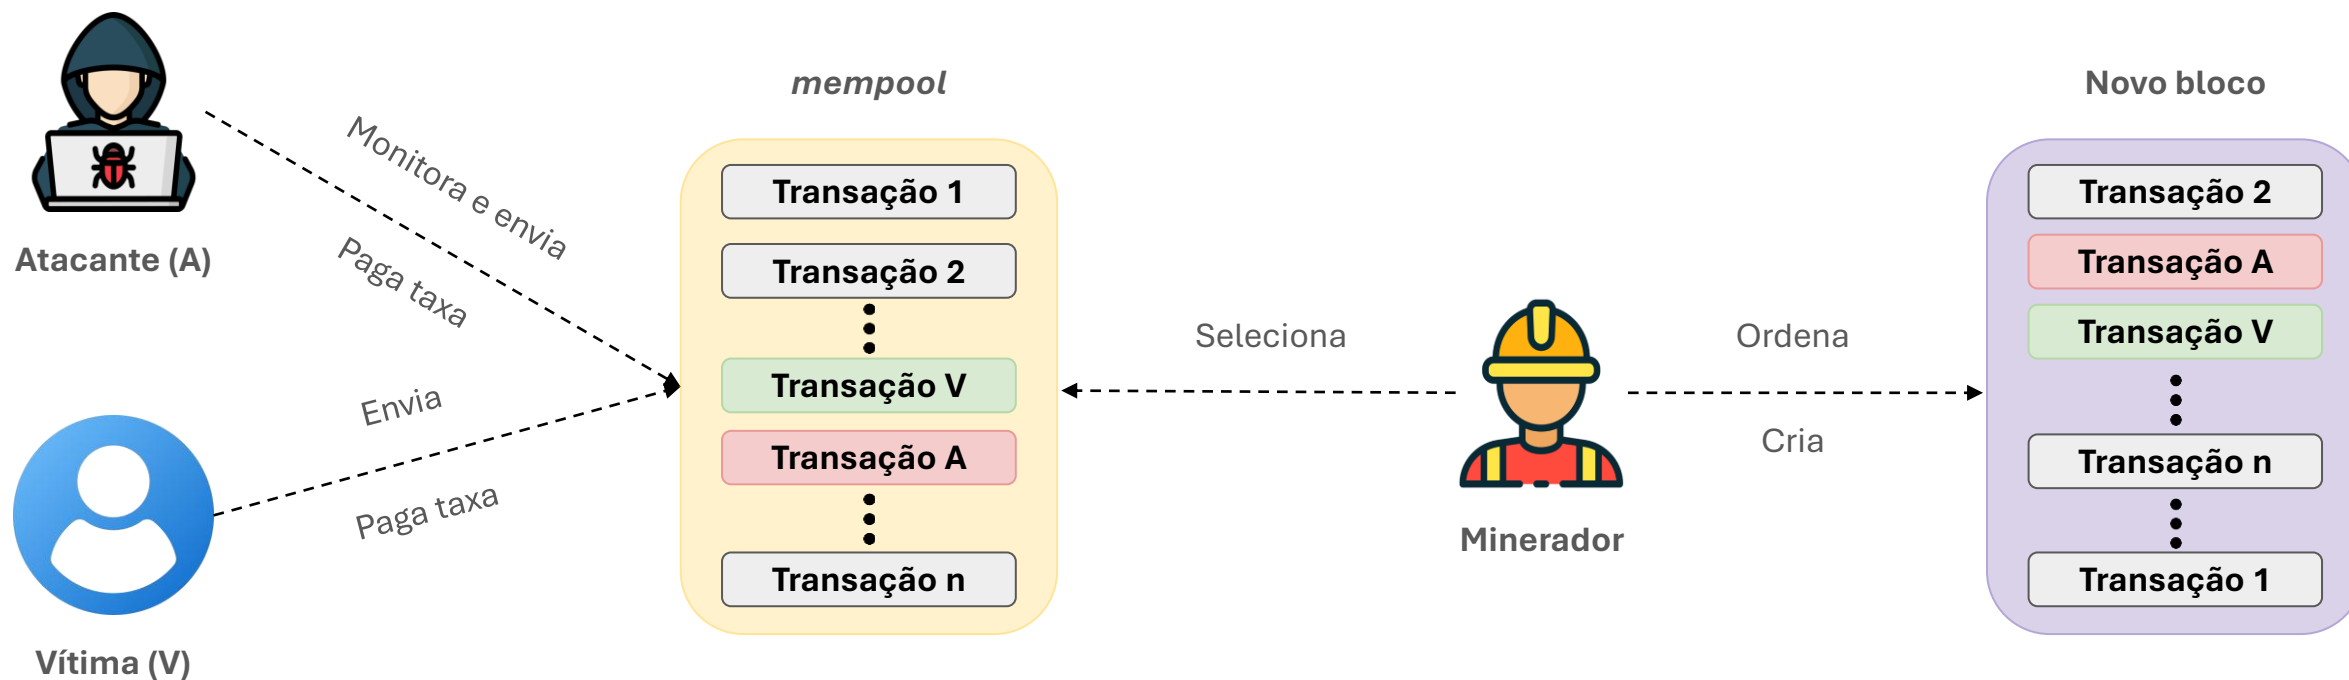 Atacante (A)
Monitora e envia
Paga taxa
Vítima (V)
Envia
Paga taxa
mempool
Transação 1
Transação 2
Transação V
Transação A
Transação n
Seleciona
Minerador
Ordena
Cria
Novo bloco
Transação 2
Transação A
Transação V
Transação n
Transação 1